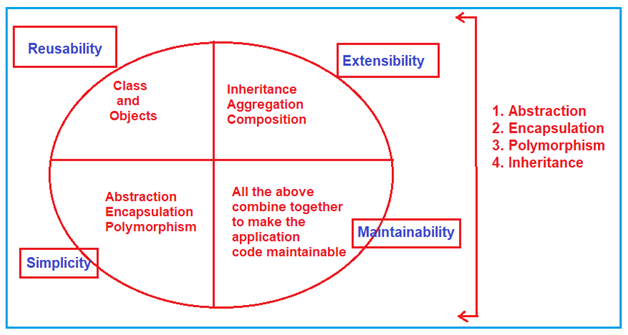 Reusability
Class
and
Objects
Inheritance
Aggregation
Composition
Extensibility
1. Abstraction
2. Encapsulation
3. Polymorphism
4. Inheritance
Abstraction
Encapsulation
Polymorphism
Simplicity
All the above
combine together
to make the
application
code maintainable
Maintainability